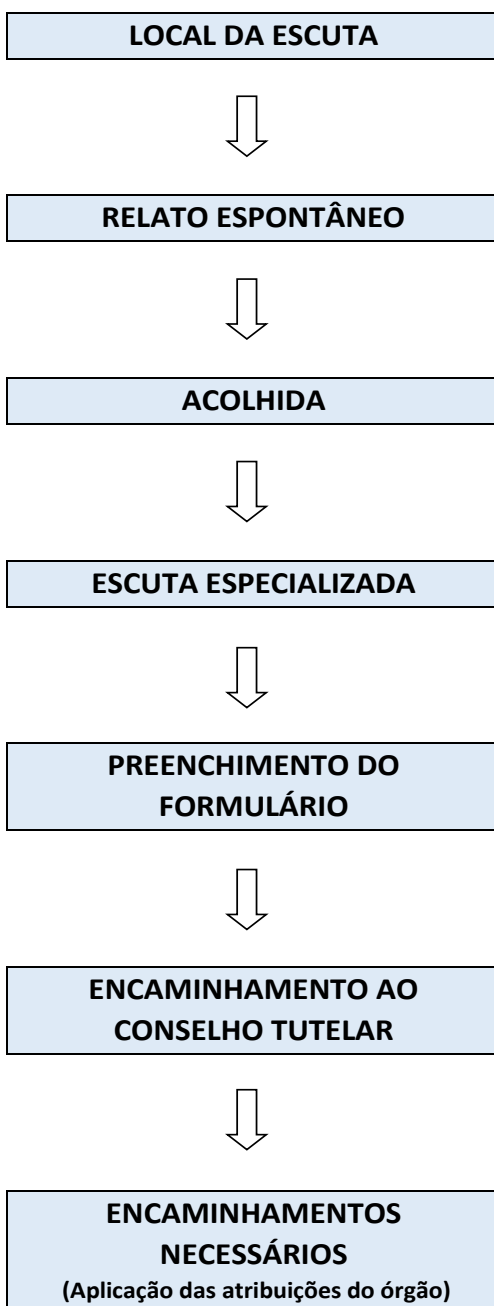 LOCAL DA ESCUTA
RELATO ESPONTÂNEO
ACOLHIDA
ESCUTA ESPECIALIZADA
PREENCHIMENTO DO
FORMULÁRIO
ENCAMINHAMENTO AO
CONSELHO TUTELAR
ENCAMINHAMENTOS
NECESSÁRIOS
(Aplicação das atribuições do órgão)